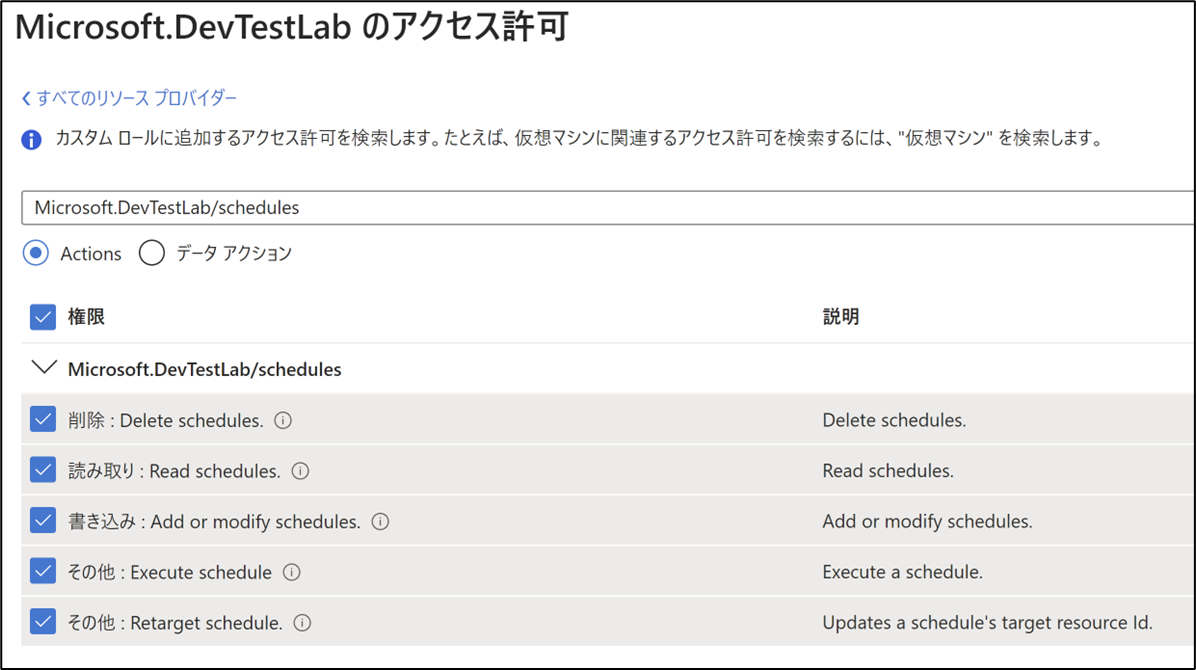 Microsoft.DevTestLab のアクセス許可
すべてのリソース プロバイダー
カスタム ロールに追加するアクセス許可を検索します。たとえば、仮想マシンに関連するアクセス許可を検索するには、"仮想マシン" を検索します。
Microsoft.DevTestLab/schedules
Actions データ アクション
権限 説明
Microsoft.DevTestLab/schedules
削除 : Delete schedules. Delete schedules.
読み取り : Read schedules. Read schedules.
書き込み : Add or modify schedules. Add or modify schedules.
その他 : Execute schedule Execute a schedule.
その他 : Retarget schedule. Updates a schedule's target resource Id.